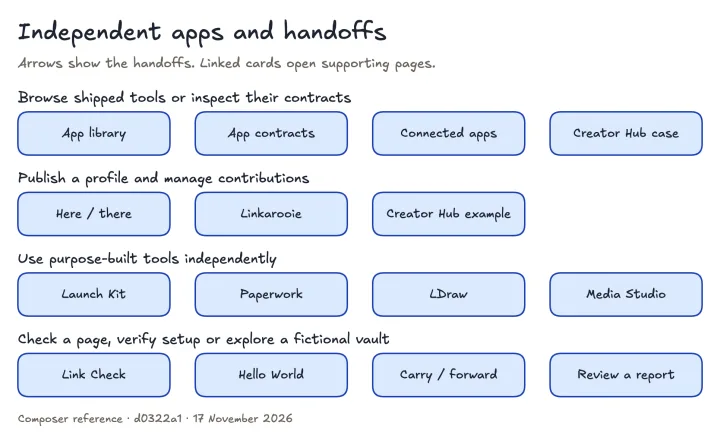 Independent apps and handoffs
Arrows show the handoffs. Linked cards open supporting pages.
Browse shipped tools or inspect their contracts
App library
App contracts
Connected apps
Creator Hub case
Publish a profile and manage contributions
Here / there
Linkarooie
Creator Hub example
Use purpose-built tools independently
Launch Kit
Paperwork
LDraw
Media Studio
Check a page, verify setup or explore a fictional vault
Link Check
Hello World
Carry / forward
Review a report
Composer reference · d0322a1 · 17 November 2026